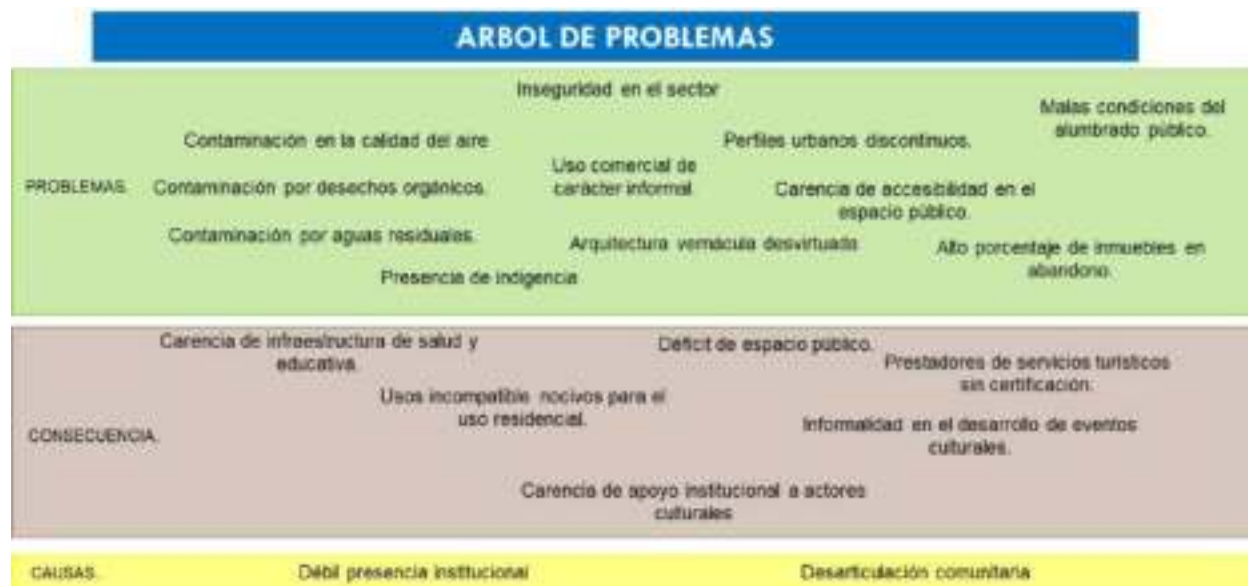 ARBOL DE PROBLEMAS
Inseguridad en el sector
Malas condiciones del
alumbrado público.
Contaminación en la calidad del aire
Perfiles urbanos discontinuos.
Uso comercial de
carácter informal
PROBLEMAS.
Contaminación por desechos orgánicos.
Carencia de accesibilidad en el
espacio público.
Contaminación por aguas residuales.
Arquitectura vernácula desvirtuada
Alto porcentaje de inmuebles en
abandono.
Presencia de indigencia
Carencia de infraestructura de salud y
educativa.
Déficit de espacio público.
Prestadores de servicios turísticos
sin certificación.
Usos incompatible nocivos para el
uso residencial.
CONSECUENCIA.
Informalidad en el desarrollo de eventos
culturales.
Carencia de apoyo institucional a actores
culturales
CAUSAS.
Débil presencia institucional
Desarticulación comunitaria